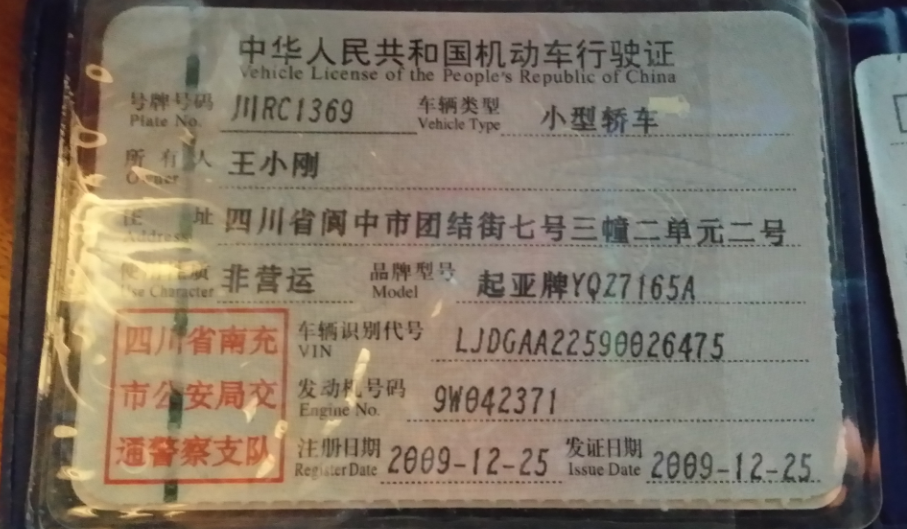 中华人民共和国机动车行驶证
Vehicle License of the People's Republic of China
号牌号码 川RC1369 车辆类型 小型轿车
Plate No. Vehicle Type
所有人 王小刚
Owner
住址 四川省阆中市团结街七号三幢二单元二号
Address
使用性质 非营运 品牌型号 起亚牌YQZ7165A
Use Character Model
四川省南充
市公安局交
通警察支队
车辆识别代号 LJDGAA22590026475
VIN
发动机号码 9W042371
Engine No.
注册日期 2009-12-25 发证日期 2009-12-25
Register Date Issue Date